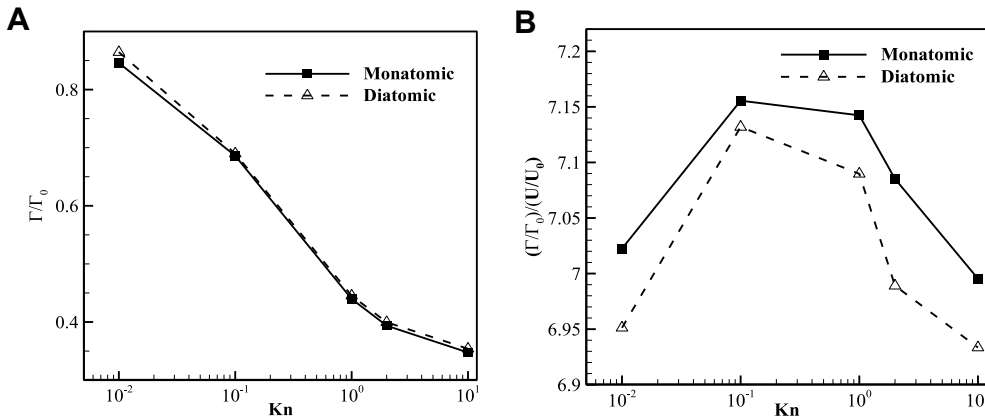 A
Γ/Γ₀
0.8
0.6
0.4
Monatomic
Diatomic
10⁻²
10⁻¹
10⁰
10¹
Kn
B
(Γ/Γ₀)/(U/U₀)
7.2
7.15
7.1
7.05
7
6.95
6.9
Monatomic
Diatomic
10⁻²
10⁻¹
10⁰
10
Kn